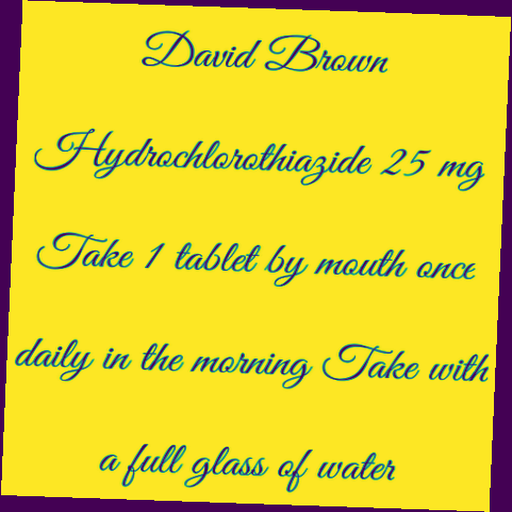 David Brown
Hydrochlorothiazide 25 mg
Take 1 tablet by mouth once
daily in the morning Take with
a full glass of water